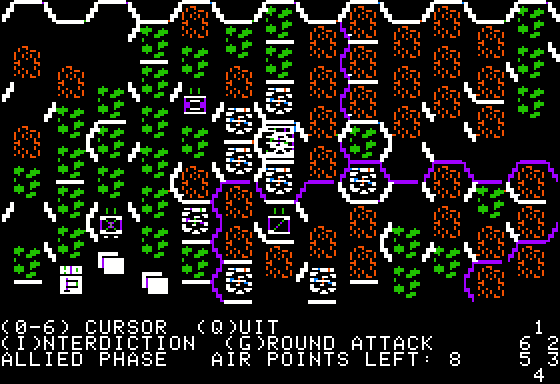 (0-6) CURSOR (Q)UIT 1
(I)NTERDICTION (G)ROUND ATTACK 6 2
ALLIED PHASE AIR POINTS LEFT: 8 5 3
4